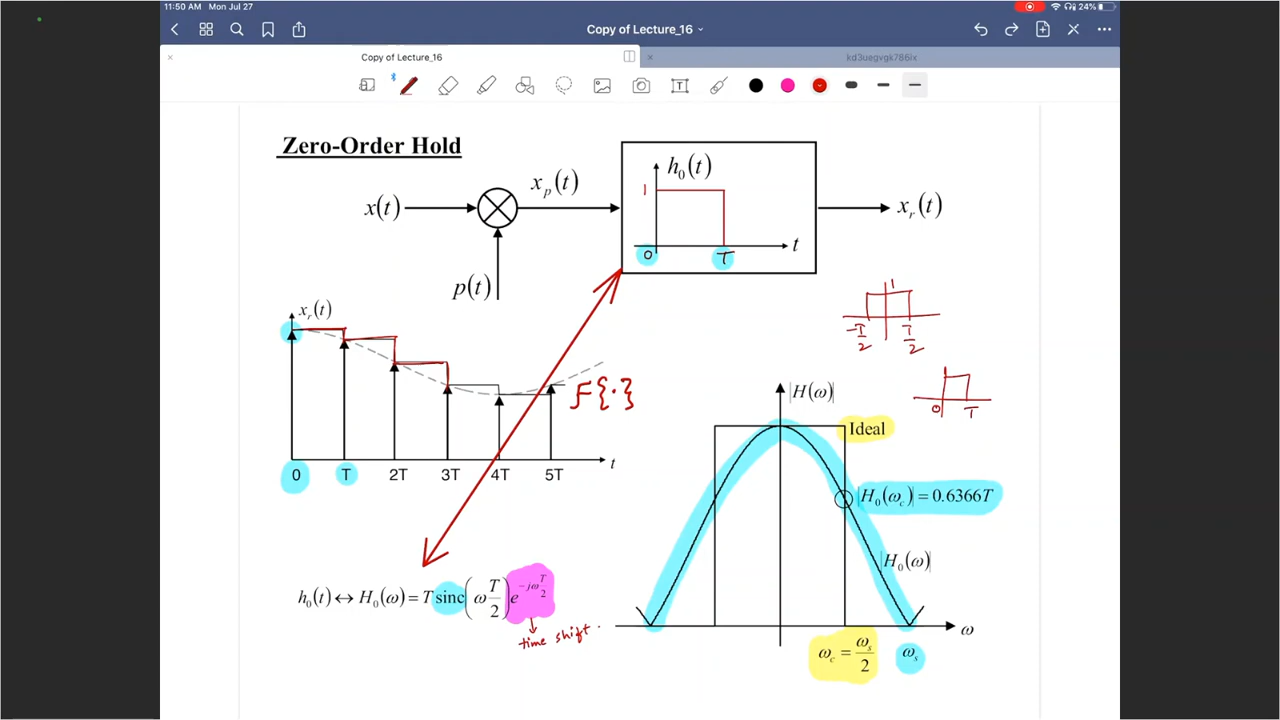 11:50 AM Mon Jul 27
24%
Copy of Lecture_16
Copy of Lecture_16
kd3uegvgk786ix
T
Zero-Order Hold
x(t)
x_p(t)
p(t)
h_0(t)
1
0
T
t
x_r(t)
x_r(t)
0 T 2T 3T 4T 5T
t
F{·}
1
-T/2
T/2
1
0
T
|H(ω)|
Ideal
|H_0(ω_c)| = 0.6366T
|H_0(ω)|
ω
ω_c = ω_s/2
ω_s
h_0(t) ↔ H_0(ω) = T sinc(ω T/2) e^{-jω T/2}
time shift